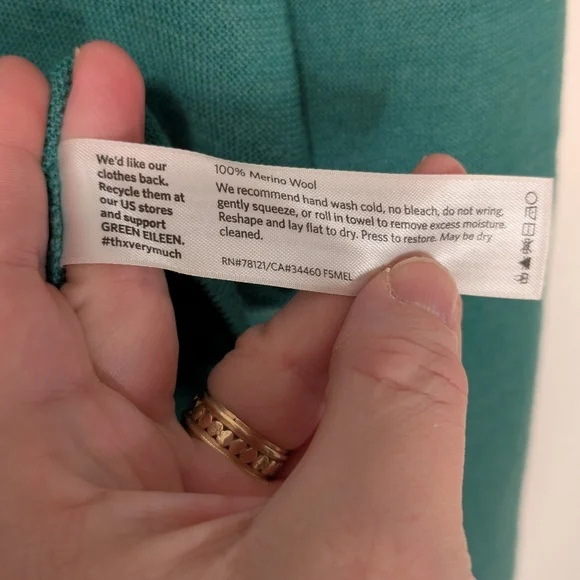 We'd like our
clothes back.
Recycle them at
our US stores
and support
GREEN EILEEN.
#thxverymuch
100% Merino Wool
We recommend hand wash cold, no bleach, do not wring,
gently squeeze, or roll in towel to remove excess moisture.
Reshape and lay flat to dry. Press to restore. May be dry
cleaned.
RN#78121/CA#34460 F5MEL